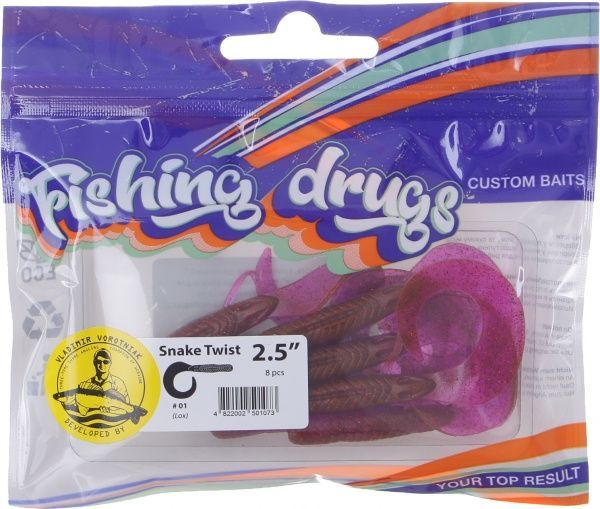 Fishing drugs
CUSTOM BAITS
ECO
VLADIMIR VOROTNIAK
DEVELOPED BY
Snake Twist 2.5”
8 pcs
# 01
(Lox)
4 822002 501073
YOUR TOP RESULT